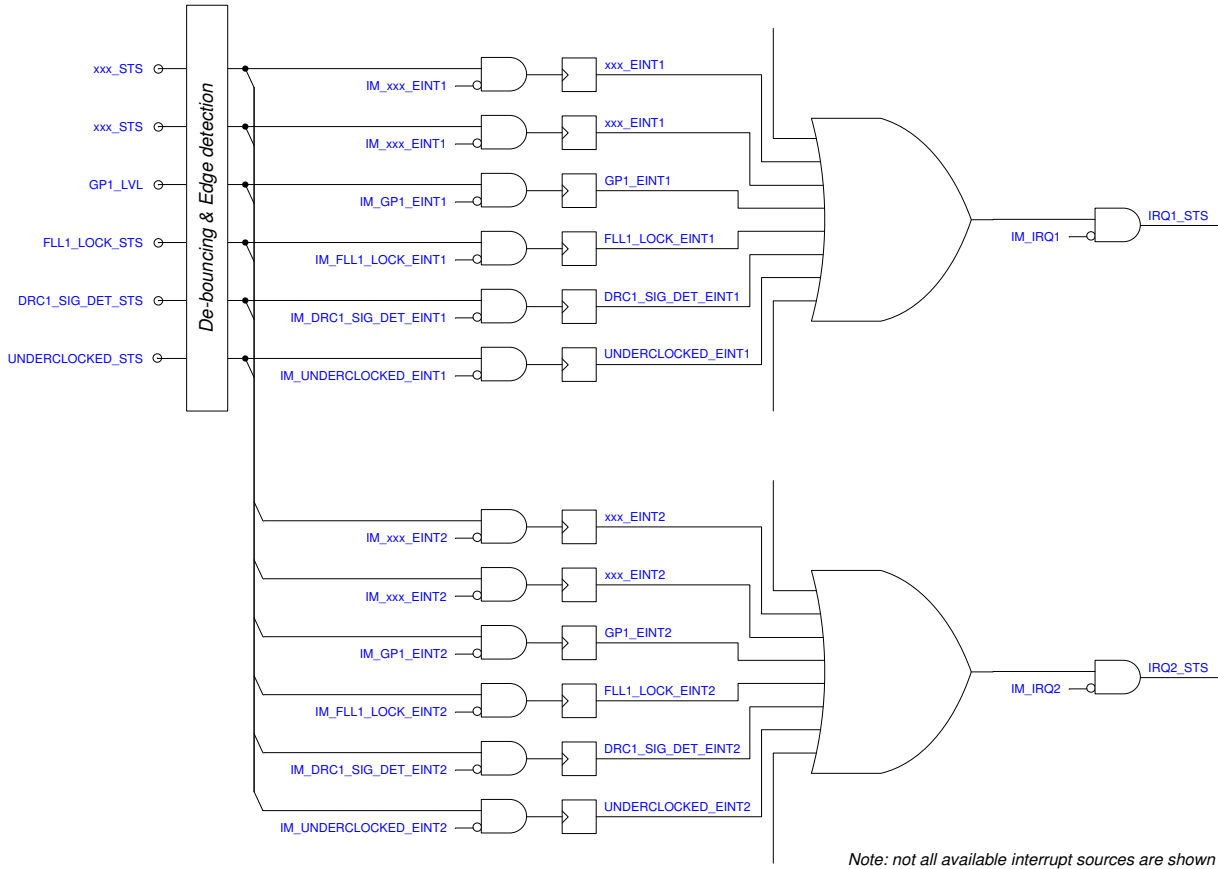 xxx_STS
xxx_STS
GP1_LVL
FLL1_LOCK_STS
DRC1_SIG_DET_STS
UNDERCLOCKED_STS
De-bouncing & Edge detection
IM_xxx_EINT1
xxx_EINT1
IM_xxx_EINT1
xxx_EINT1
IM_GP1_EINT1
GP1_EINT1
IM_FLL1_LOCK_EINT1
FLL1_LOCK_EINT1
IM_DRC1_SIG_DET_EINT1
DRC1_SIG_DET_EINT1
IM_UNDERCLOCKED_EINT1
UNDERCLOCKED_EINT1
IM_IRQ1
IRQ1_STS
IM_xxx_EINT2
xxx_EINT2
IM_xxx_EINT2
xxx_EINT2
IM_GP1_EINT2
GP1_EINT2
IM_FLL1_LOCK_EINT2
FLL1_LOCK_EINT2
IM_DRC1_SIG_DET_EINT2
DRC1_SIG_DET_EINT2
IM_UNDERCLOCKED_EINT2
UNDERCLOCKED_EINT2
IM_IRQ2
IRQ2_STS
Note: not all available interrupt sources are shown